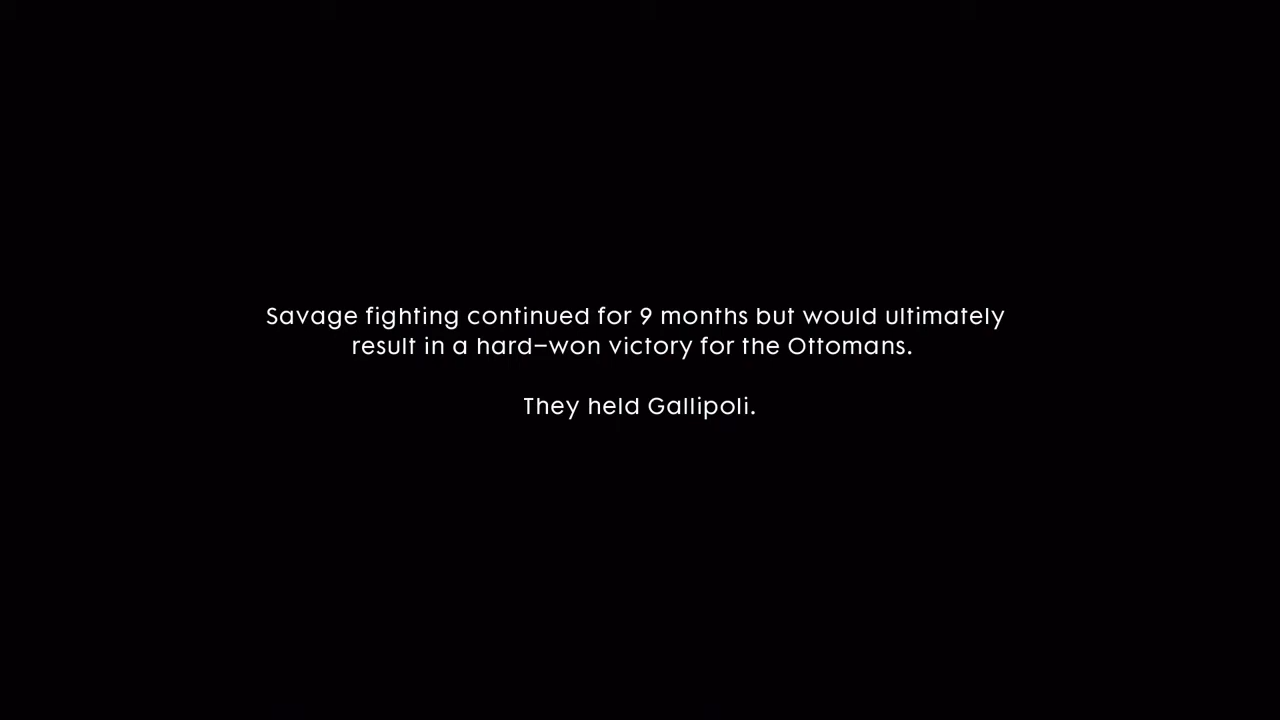 Savage fighting continued for 9 months but would ultimately
result in a hard-won victory for the Ottomans.
They held Gallipoli.